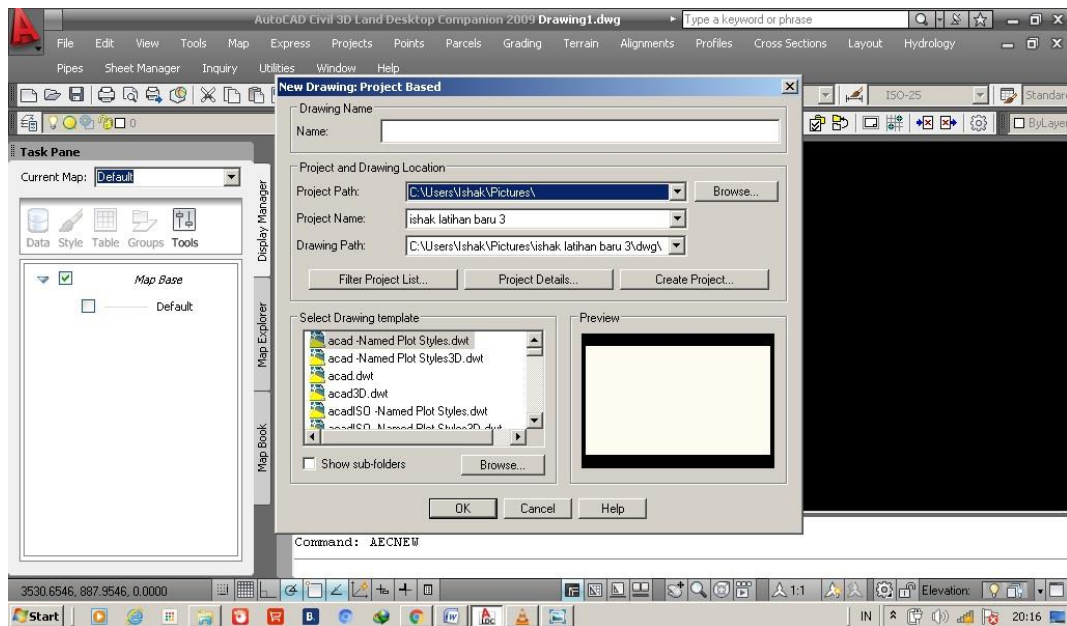 AutoCAD Civil 3D Land Desktop Companion 2009 Drawing1.dwg
Type a keyword or phrase
File Edit View Tools Map Express Projects Points Parcels Grading Terrain Alignments Profiles Cross Sections Layout Hydrology
Pipes Sheet Manager Inquiry Utilities Window Help
ISO-25
Standard
0
ByLayer
Task Pane
Current Map: Default
Data Style Table Groups Tools
Map Base
Default
Display Manager
Map Explorer
Map Book
New Drawing: Project Based
Drawing Name
Name:
Project and Drawing Location
Project Path: C:\Users\Ishak\Pictures\ Browse...
Project Name: ishak latihan baru 3
Drawing Path: C:\Users\Ishak\Pictures\ishak latihan baru 3\dwg\
Filter Project List... Project Details... Create Project...
Select Drawing template
acad -Named Plot Styles.dwt
acad -Named Plot Styles3D.dwt
acad.dwt
acad3D.dwt
acadISO -Named Plot Styles.dwt
acadISO -Named Plot Styles3D.dwt
Show sub-folders Browse...
Preview
OK Cancel Help
Command: AECNEW
3530.6546, 887.9546, 0.0000
1:1
Elevation:
Start
IN
20:16